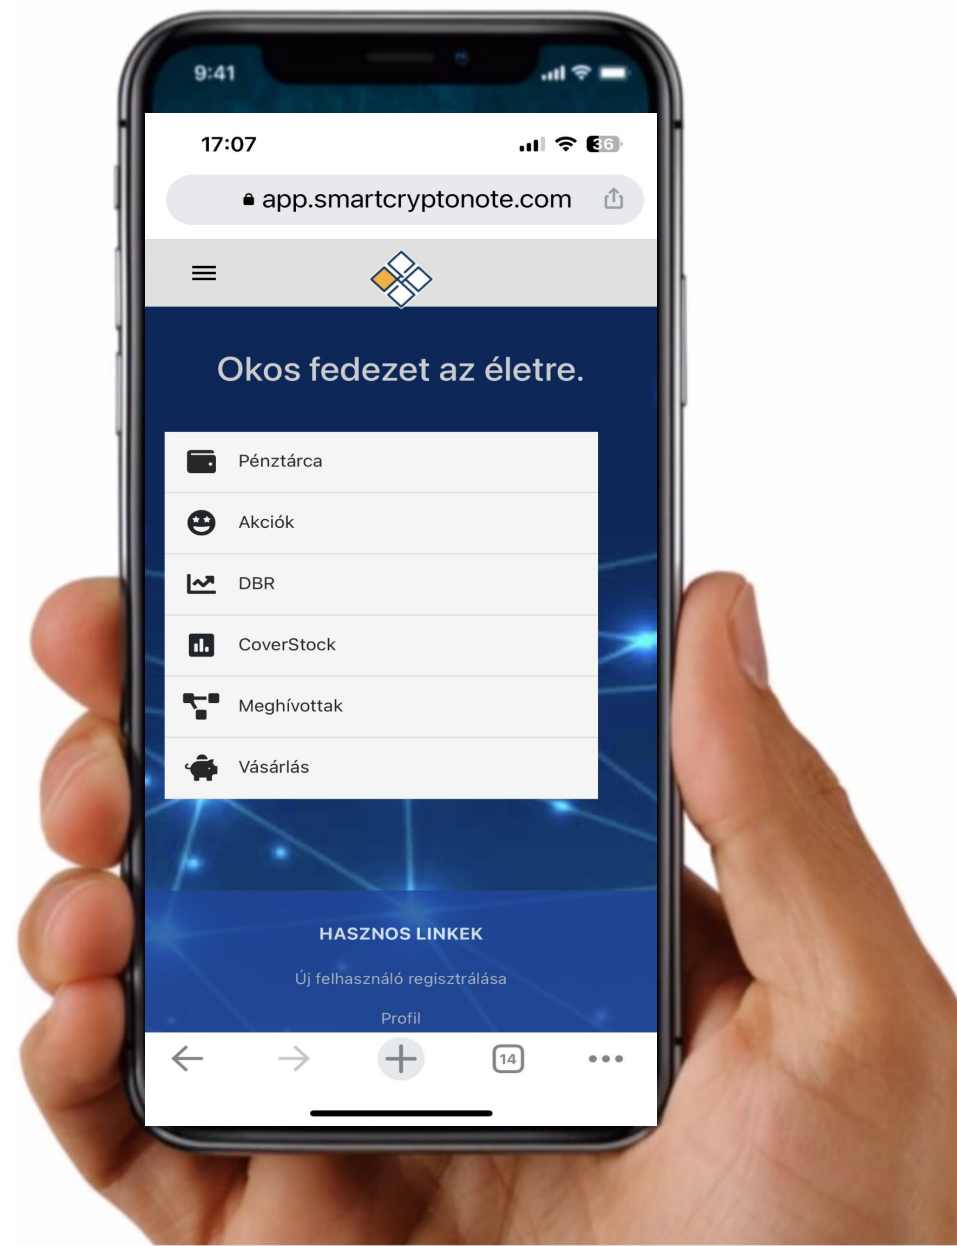 9:41
17:07
36
app.smartcryptonote.com
Okos fedezet az életre.
Pénztárca
Akciók
DBR
CoverStock
Meghívottak
Vásárlás
HASZNOS LINKEK
Új felhasználó regisztrálása
Profil
14